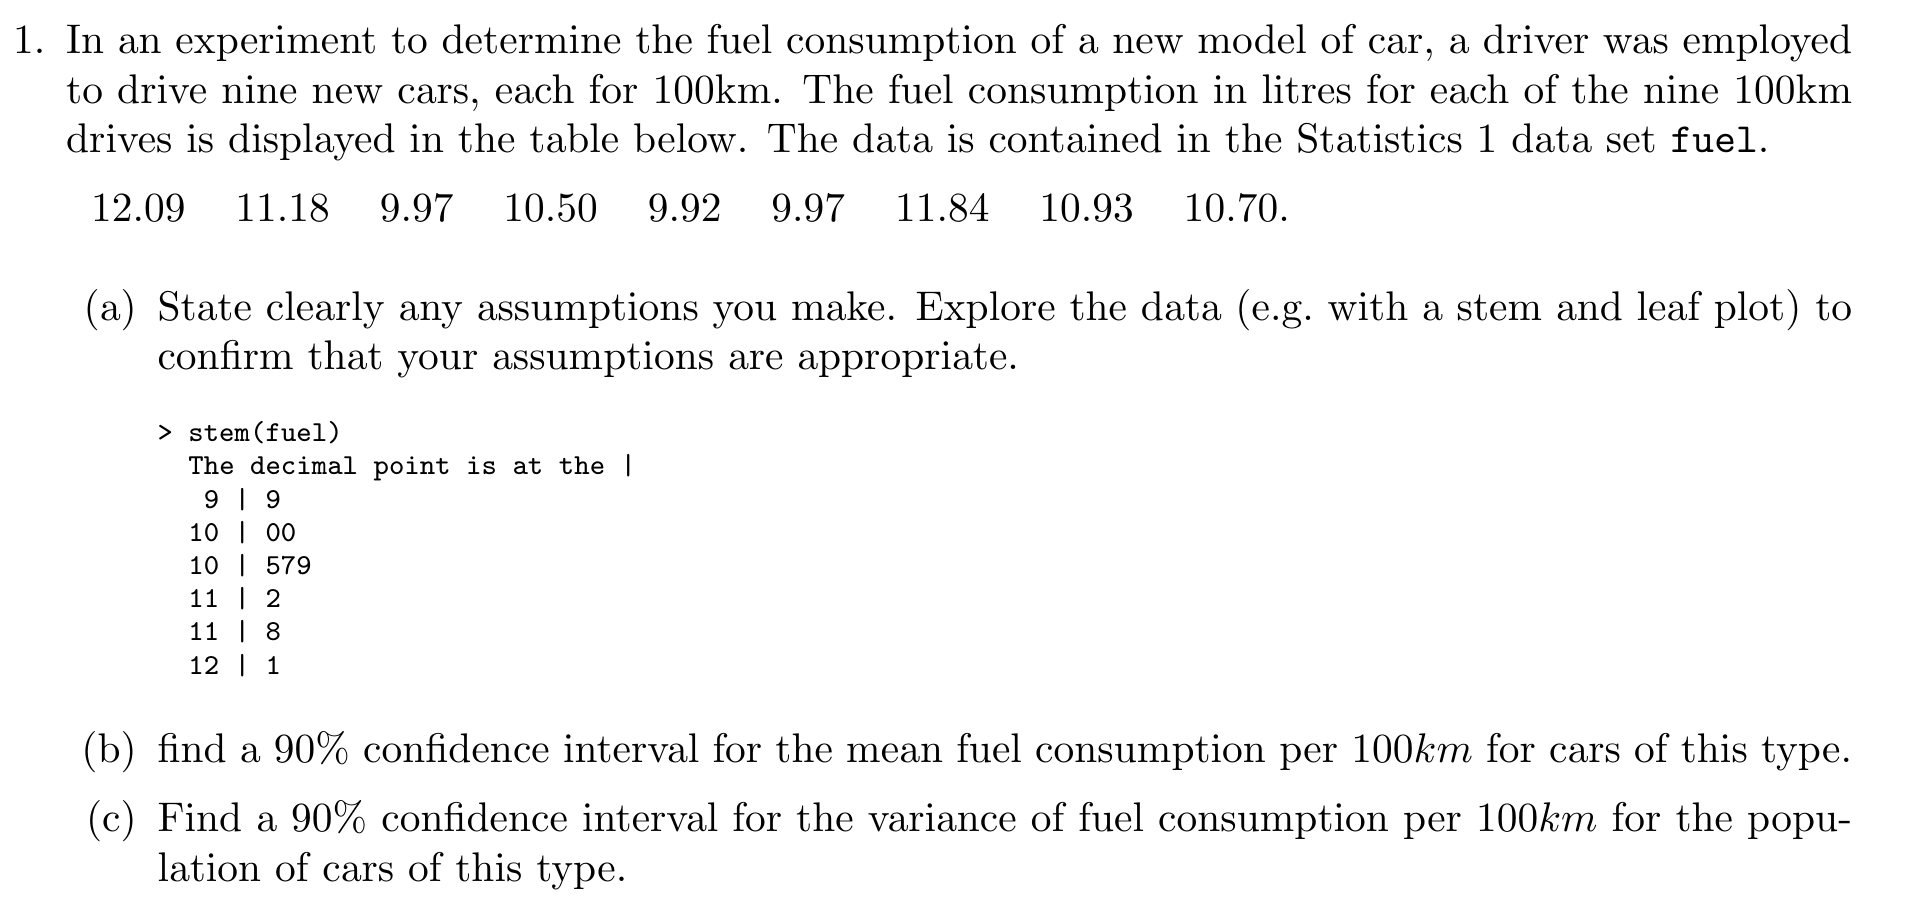 1. In an experiment to determine the fuel consumption of a new model of car, a driver was employed
to drive nine new cars, each for 100km. The fuel consumption in litres for each of the nine 100km
drives is displayed in the table below. The data is contained in the Statistics 1 data set fuel.
12.09 11.18 9.97 10.50 9.92 9.97 11.84 10.93 10.70.
(a) State clearly any assumptions you make. Explore the data (e.g. with a stem and leaf plot) to
confirm that your assumptions are appropriate.
> stem(fuel)
The decimal point is at the |
9 | 9
10 | 00
10 | 579
11 | 2
11 | 8
12 | 1
(b) find a 90% confidence interval for the mean fuel consumption per 100km for cars of this type.
(c) Find a 90% confidence interval for the variance of fuel consumption per 100km for the popu-
lation of cars of this type.